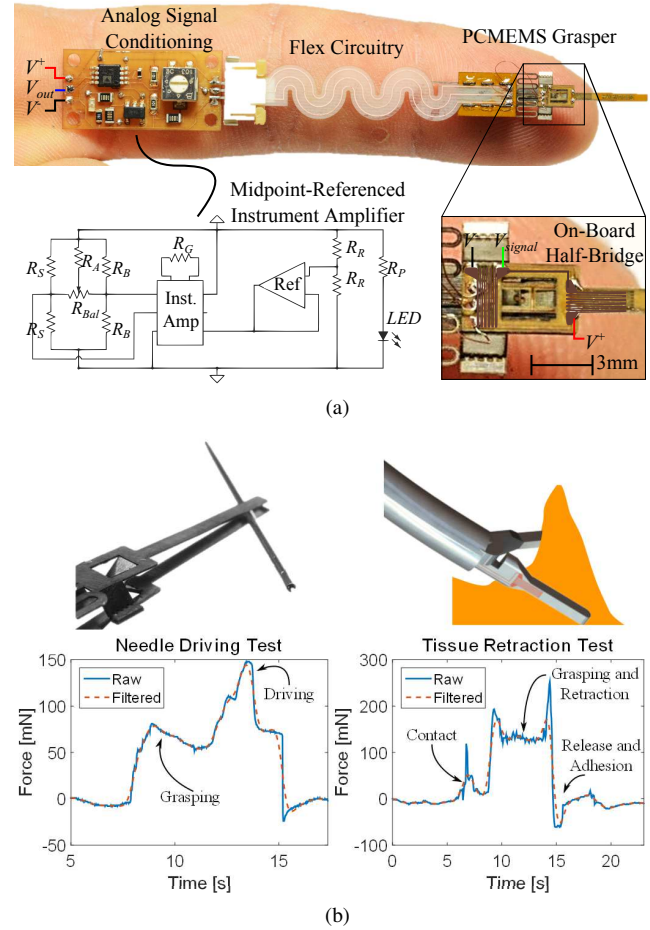 Analog Signal
Conditioning
Flex Circuitry
PCMEMS Grasper
V+
Vout
V-
Midpoint-Referenced
Instrument Amplifier
RS
RA
RB
RBal
RS
RB
RG
Inst.
Amp
Ref
RR
RR
RP
LED
V-
Vsignal
On-Board
Half-Bridge
V+
3mm
(a)
Needle Driving Test
Force [mN]
150
100
50
0
-50
Raw
Filtered
Driving
Grasping
5
10
15
Time [s]
Tissue Retraction Test
Force [mN]
300
200
100
0
-100
Raw
Filtered
Grasping and
Retraction
Contact
Release and
Adhesion
0
5
10
15
20
Time [s]
(b)